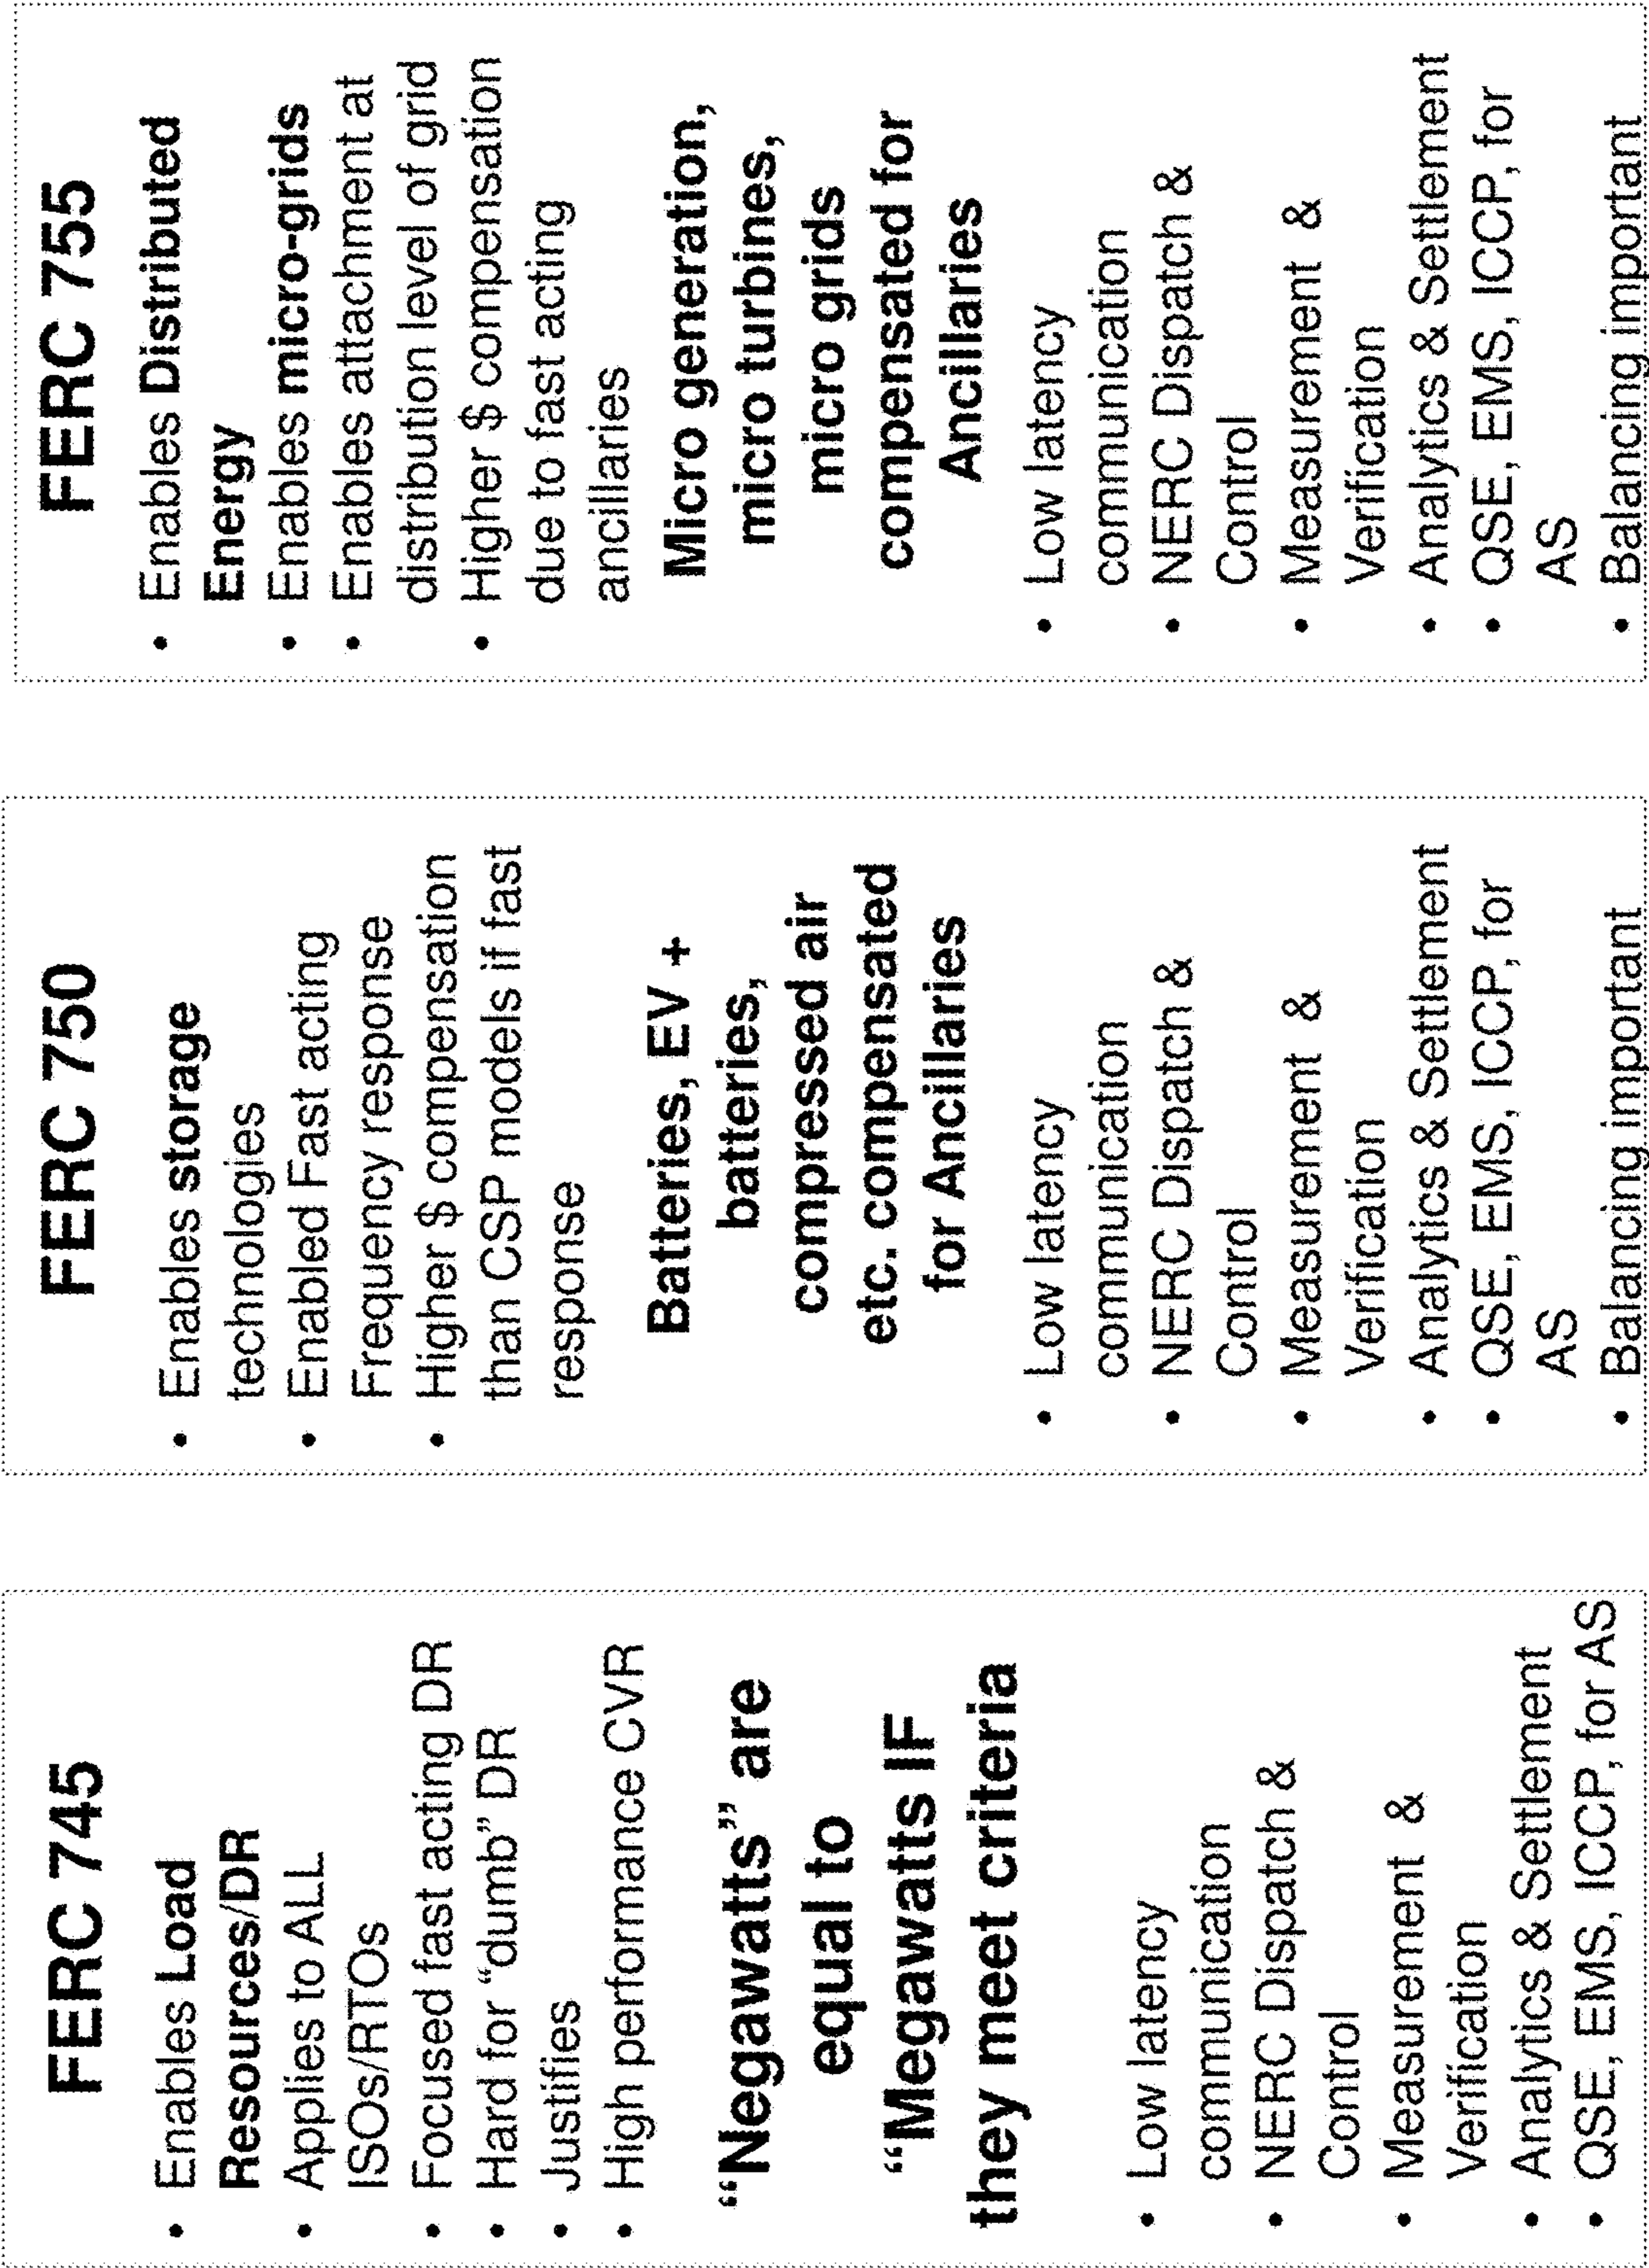 FERC 745
• Enables Load
Resources/DR
• Applies to ALL
ISOs/RTOs
• Focused fast acting DR
• Hard for “dumb” DR
• Justifies
• High performance CVR
“Negawatts” are
equal to
“Megawatts IF
they meet criteria
• Low latency
communication
• NERC Dispatch &
Control
• Measurement &
Verification
• Analytics & Settlement
• QSE, EMS, ICCP, for AS
FERC 750
• Enables storage
technologies
• Enabled Fast acting
Frequency response
• Higher $ compensation
than CSP models if fast
response
Batteries, EV +
batteries,
compressed air
etc. compensated
for Ancillaries
• Low latency
communication
• NERC Dispatch &
Control
• Measurement &
Verification
• Analytics & Settlement
• QSE, EMS, ICCP, for
AS
• Balancing important
FERC 755
• Enables Distributed
Energy
• Enables micro-grids
• Enables attachment at
distribution level of grid
• Higher $ compensation
due to fast acting
ancillaries
Micro generation,
micro turbines,
micro grids
compensated for
Ancillaries
• Low latency
communication
• NERC Dispatch &
Control
• Measurement &
Verification
• Analytics & Settlement
• QSE, EMS, ICCP, for
AS
• Balancing important